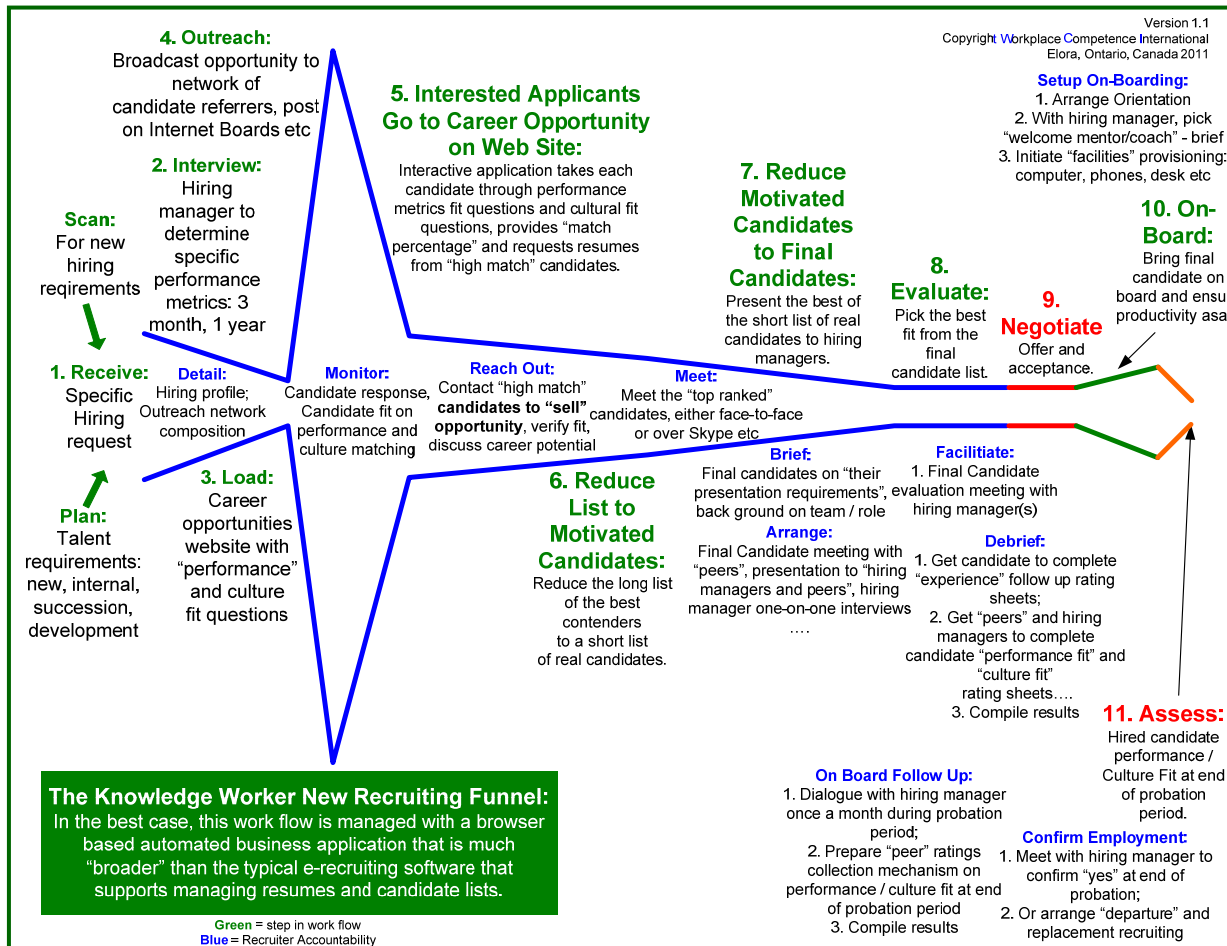 Version 1.1
Copyright Workplace Competence International
Elora, Ontario, Canada 2011
4. Outreach:
Broadcast opportunity to
network of
candidate referrers, post
on Internet Boards etc
2. Interview:
Hiring
manager to
determine
specific
performance
metrics: 3
month, 1 year
Scan:
For new
hiring
reqirements
1. Receive:
Specific
Hiring
request
Plan:
Talent
requirements:
new, internal,
succession,
development
Detail:
Hiring profile;
Outreach network
composition
3. Load:
Career
opportunities
website with
“performance”
and culture
fit questions
Monitor:
Candidate response,
Candidate fit on
performance and
culture matching
5. Interested Applicants
Go to Career Opportunity
on Web Site:
Interactive application takes each
candidate through performance
metrics fit questions and cultural fit
questions, provides “match
percentage” and requests resumes
from “high match” candidates.
Reach Out:
Contact “high match”
candidates to “sell”
opportunity, verify fit,
discuss career potential
6. Reduce
List to
Motivated
Candidates:
Reduce the long list
of the best
contenders
to a short list
of real candidates.
Meet:
Meet the “top ranked”
candidates, either face-to-face
or over Skype etc
7. Reduce
Motivated
Candidates
to Final
Candidates:
Present the best of
the short list of real
candidates to hiring
managers.
Brief:
Final candidates on “their
presentation requirements”,
back ground on team / role
Arrange:
Final Candidate meeting with
“peers”, presentation to “hiring
managers and peers”, hiring
manager one-on-one interviews
….
8.
Evaluate:
Pick the best
fit from the
final
candidate list.
Facilitiate:
1. Final Candidate
evaluation meeting with
hiring manager(s)
Debrief:
1. Get candidate to complete
“experience” follow up rating
sheets;
2. Get “peers” and hiring
managers to complete
candidate “performance fit” and
“culture fit”
rating sheets….
3. Compile results
9.
Negotiate
Offer and
acceptance.
Setup On-Boarding:
1. Arrange Orientation
2. With hiring manager, pick
“welcome mentor/coach” - brief
3. Initiate “facilities” provisioning:
computer, phones, desk etc
10. On-
Board:
Bring final
candidate on
board and ensu
productivity asa
11. Assess:
Hired candidate
performance /
Culture Fit at end
of probation
period.
On Board Follow Up:
1. Dialogue with hiring manager
once a month during probation
period;
2. Prepare “peer” ratings
collection mechanism on
performance / culture fit at end
of probation period
3. Compile results
Confirm Employment:
1. Meet with hiring manager to
confirm “yes” at end of
probation;
2. Or arrange “departure” and
replacement recruiting
The Knowledge Worker New Recruiting Funnel:
In the best case, this work flow is managed with a browser
based automated business application that is much
“broader” than the typical e-recruiting software that
supports managing resumes and candidate lists.
Green = step in work flow
Blue = Recruiter Accountability